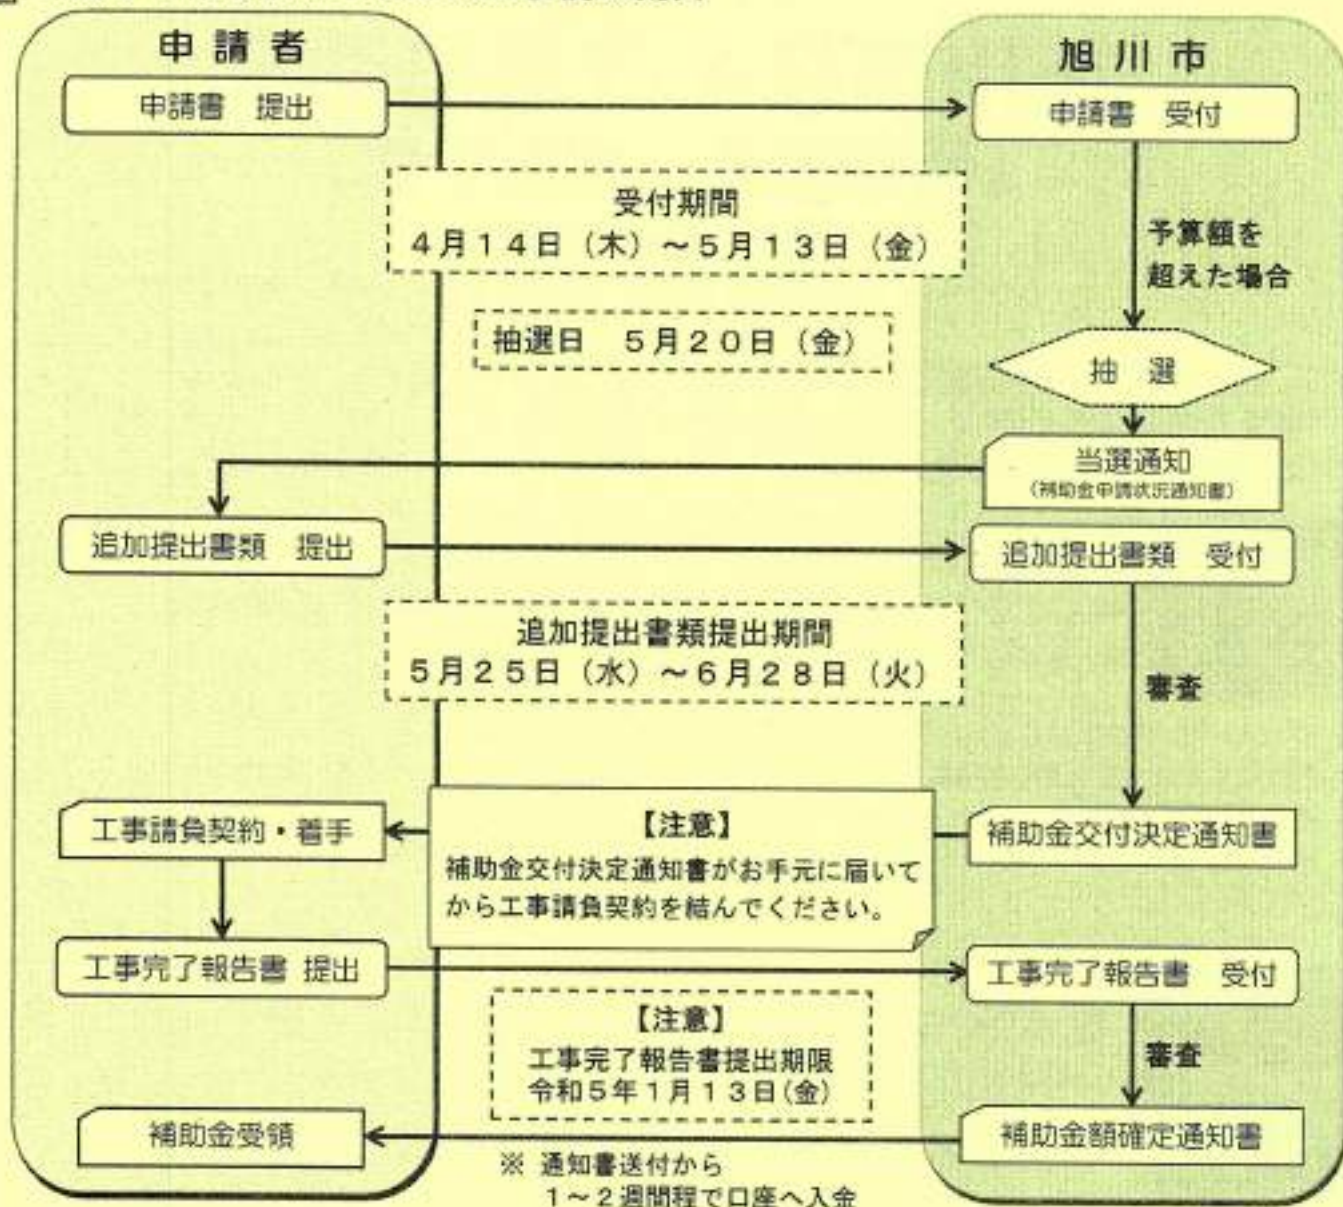 申請者
旭川市
申請書 提出
申請書 受付
受付期間
4月14日（木）～5月13日（金）
予算額を
超えた場合
抽選日 5月20日（金）
抽 選
当選通知
（補助金申請状況通知書）
追加提出書類 提出
追加提出書類 受付
追加提出書類提出期間
5月25日（水）～6月28日（火）
審査
工事請負契約・着手
【注意】
補助金交付決定通知書がお手元に届いて
から工事請負契約を結んでください。
補助金交付決定通知書
工事完了報告書 提出
工事完了報告書 受付
【注意】
工事完了報告書提出期限
令和5年1月13日(金)
審査
補助金受領
補助金額確定通知書
※ 通知書送付から
1～2週間程で口座へ入金